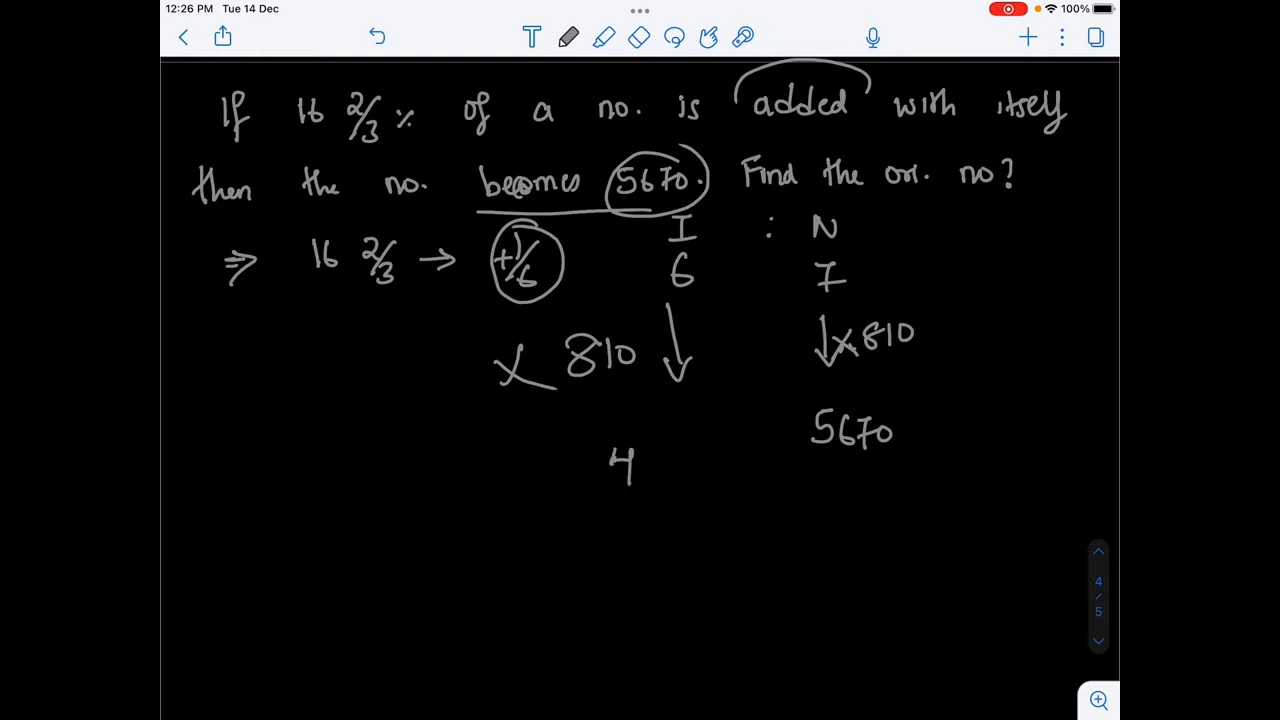 12:26 PM Tue 14 Dec 100%
If 16 2/3 % of a no. is added with itself
then the no. becomes 5670. Find the ori. no?
⇒ 16 2/3 → +1/6 I : N
6 7
× 810 ↓ ↓ ×810
5670
4
4 / 5